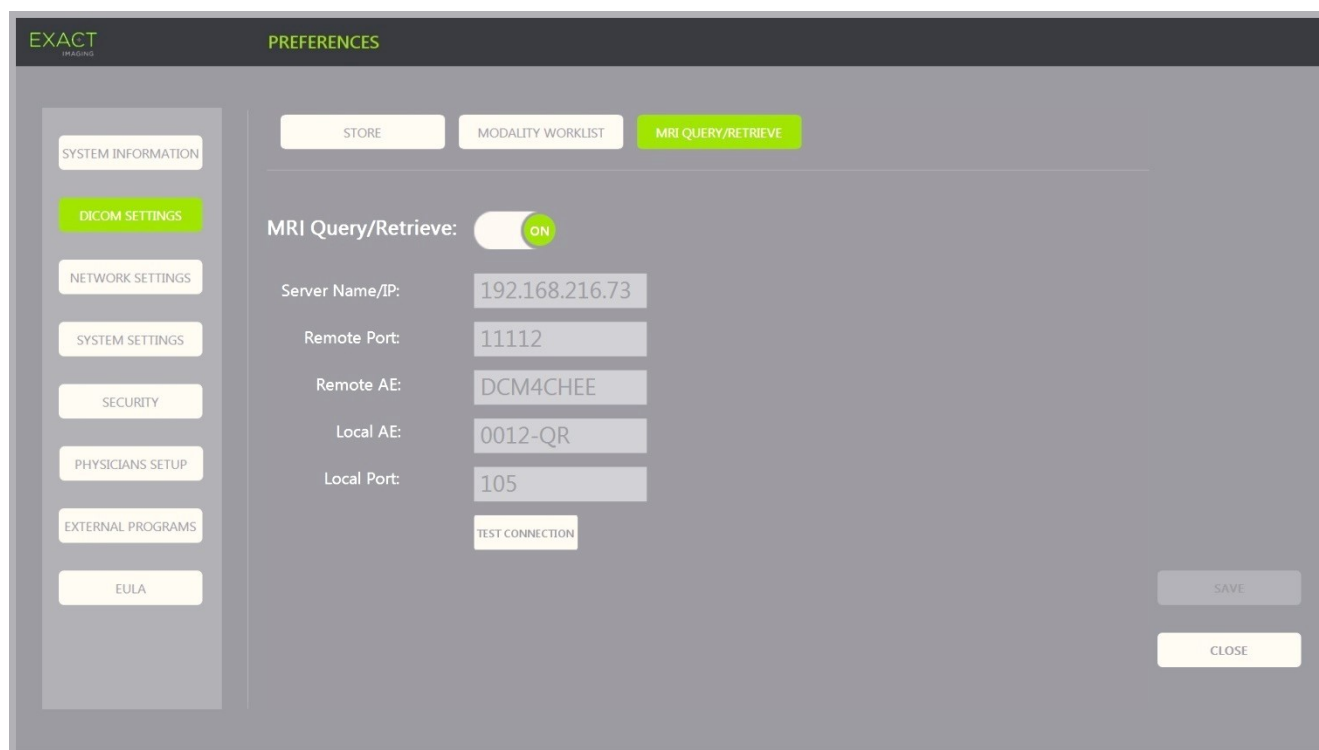 EXACT
IMAGING
PREFERENCES
SYSTEM INFORMATION
DICOM SETTINGS
NETWORK SETTINGS
SYSTEM SETTINGS
SECURITY
PHYSICIANS SETUP
EXTERNAL PROGRAMS
EULA
STORE
MODALITY WORKLIST
MRI QUERY/RETRIEVE
MRI Query/Retrieve: ON
Server Name/IP: 192.168.216.73
Remote Port: 11112
Remote AE: DCM4CHEE
Local AE: 0012-QR
Local Port: 105
TEST CONNECTION
SAVE
CLOSE